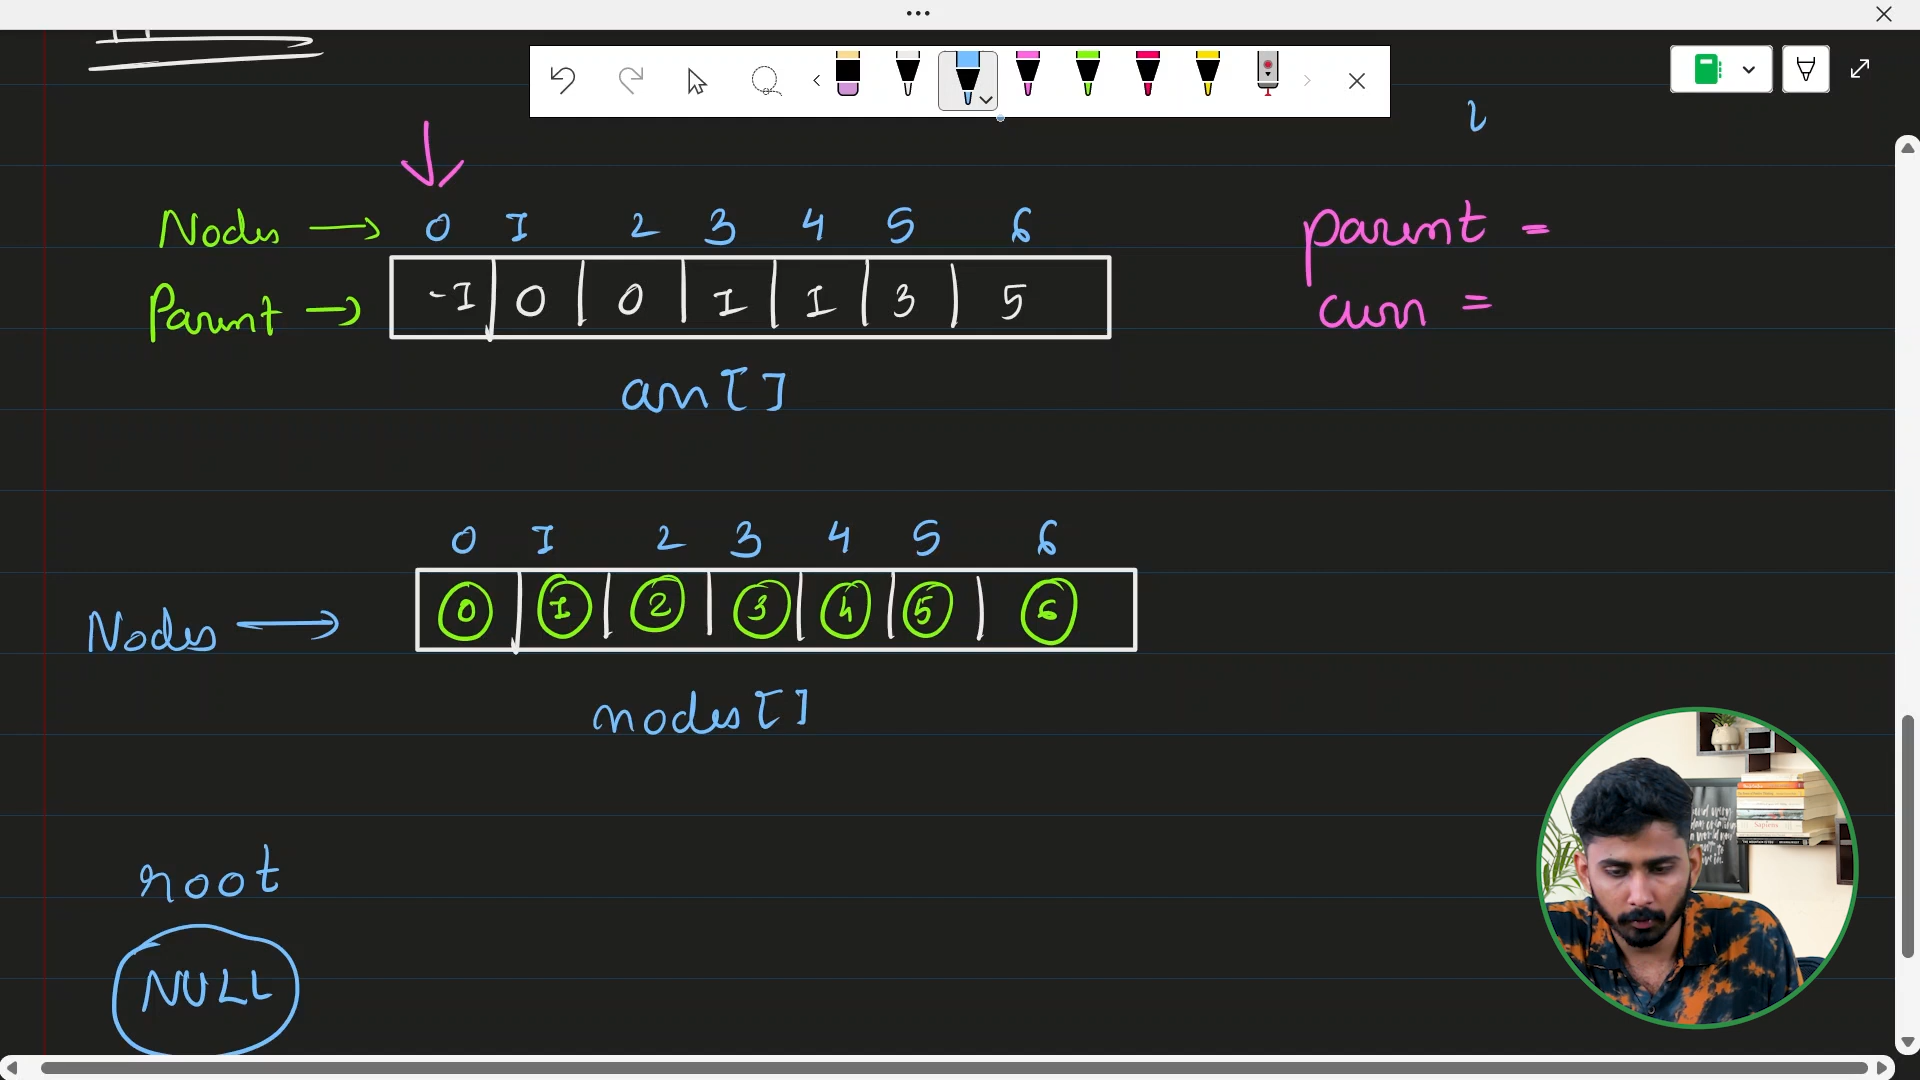 i
Nodes → 0 1 2 3 4 5 6
Parent → -1 0 0 1 1 3 5
arr[]
parent =
curr =
0 1 2 3 4 5 6
Nodes → 0 1 2 3 4 5 6
nodes[]
root
NULL